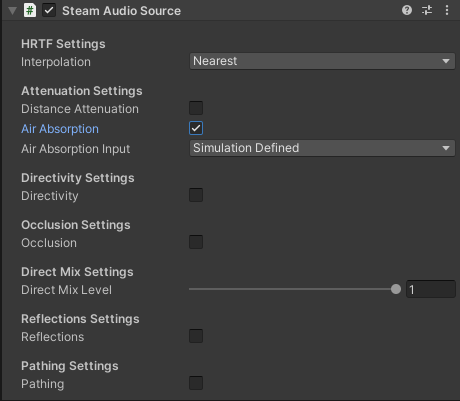 Steam Audio Source
HRTF Settings
Interpolation Nearest
Attenuation Settings
Distance Attenuation
Air Absorption
Air Absorption Input Simulation Defined
Directivity Settings
Directivity
Occlusion Settings
Occlusion
Direct Mix Settings
Direct Mix Level 1
Reflections Settings
Reflections
Pathing Settings
Pathing